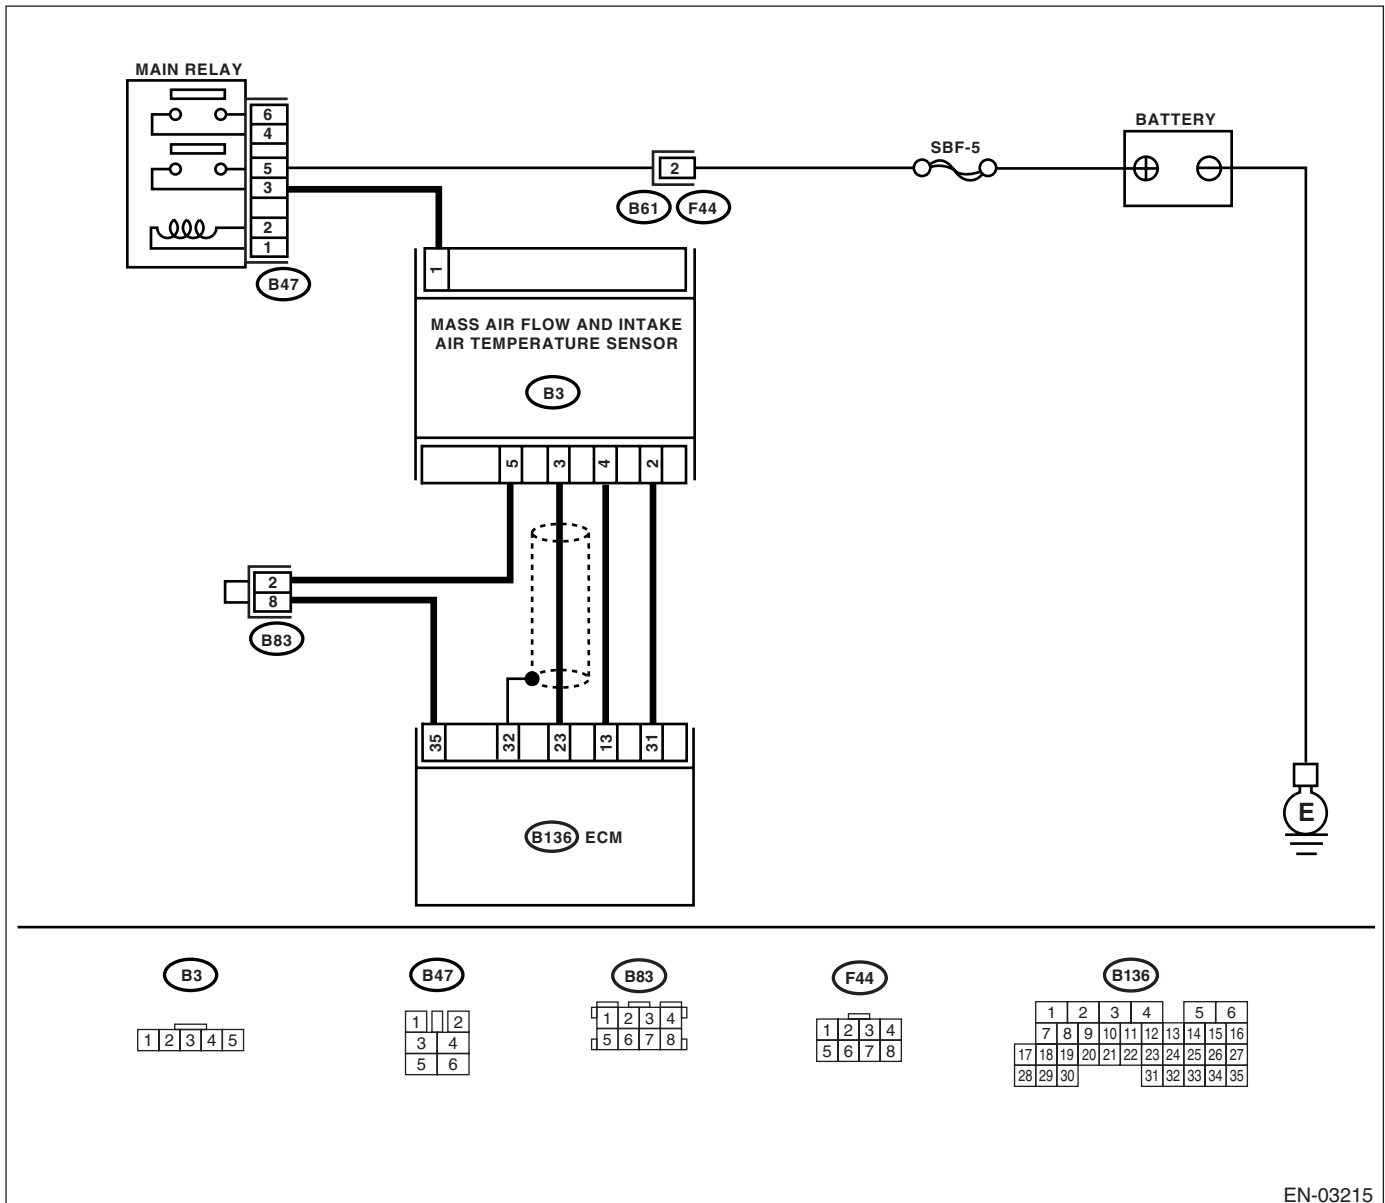 MAIN RELAY
6
4
5
3
2
1
B47
2
B61
F44
SBF-5
BATTERY
1
MASS AIR FLOW AND INTAKE
AIR TEMPERATURE SENSOR
B3
5 3 4 2
2
8
B83
35 32 23 13 31
B136 ECM
E
B3
1 2 3 4 5
B47
1 2
3 4
5 6
B83
1 2 3 4
5 6 7 8
F44
1 2 3 4
5 6 7 8
B136
1 2 3 4 5 6
7 8 9 10 11 12 13 14 15 16
17 18 19 20 21 22 23 24 25 26 27
28 29 30 31 32 33 34 35
EN-03215